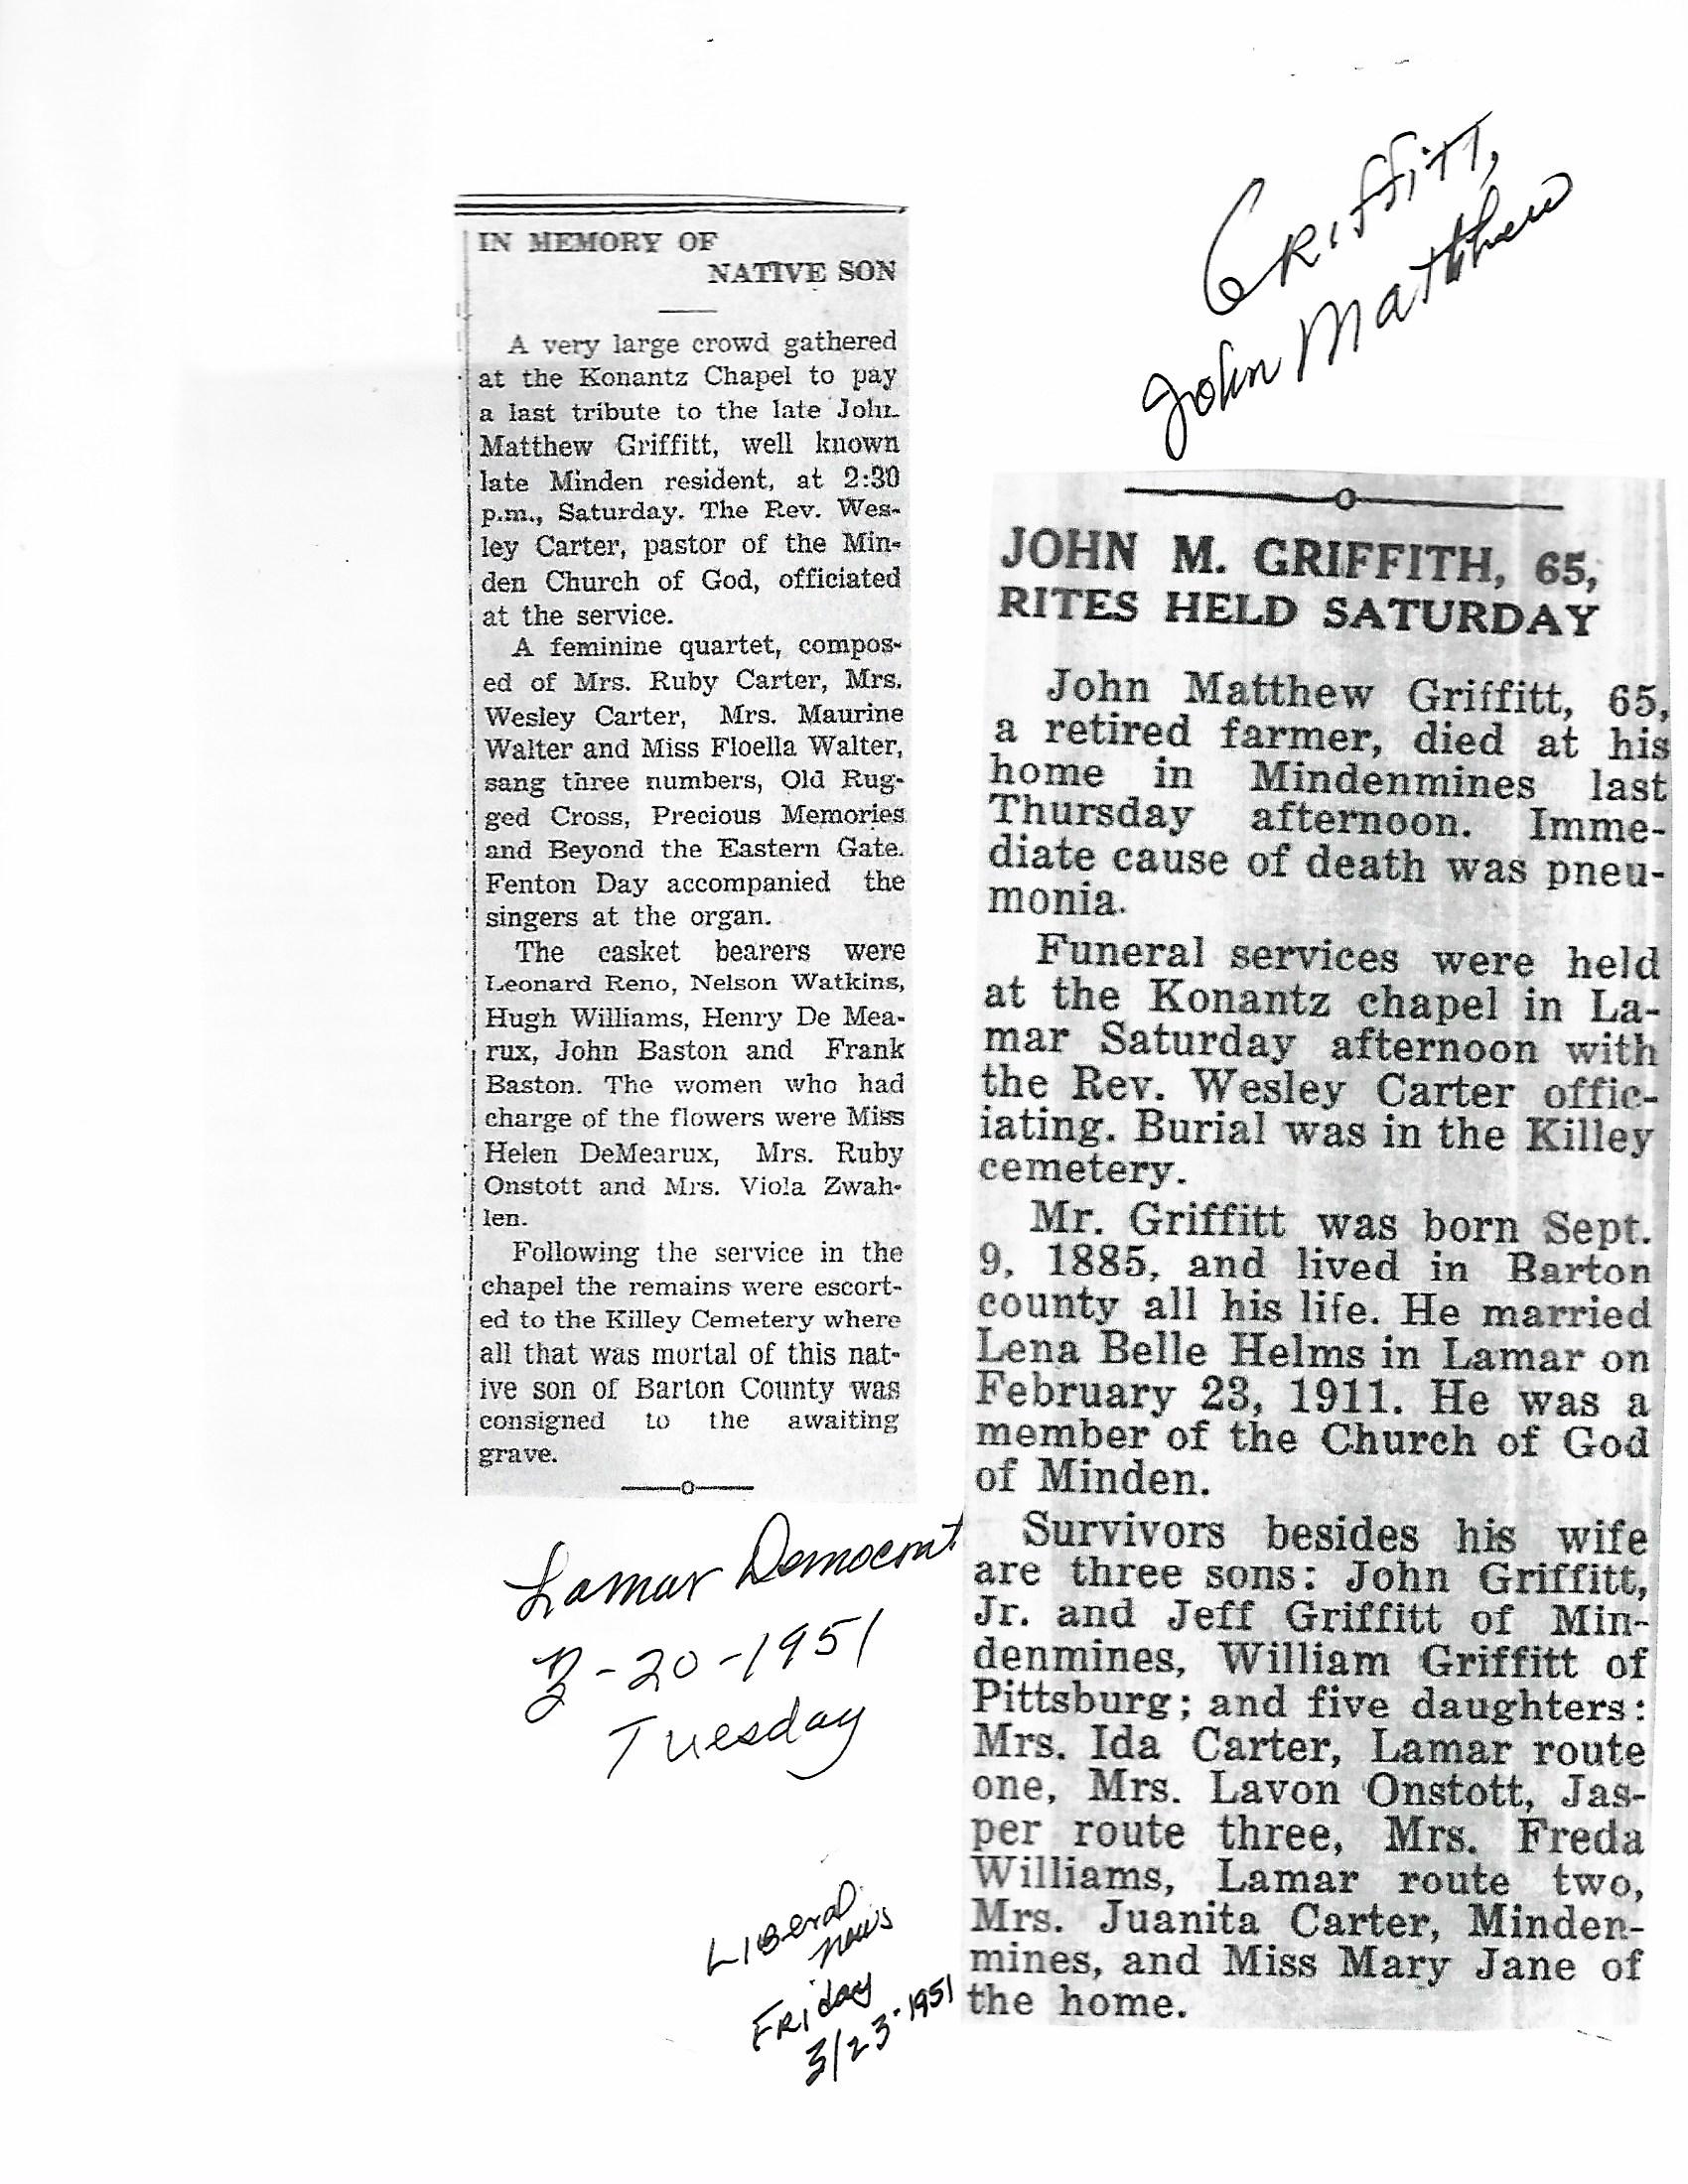 Griffitt,
John Matthew
IN MEMORY OF
NATIVE SON
A very large crowd gathered
at the Konantz Chapel to pay
a last tribute to the late John
Matthew Griffitt, well known
late Minden resident, at 2:30
p.m., Saturday. The Rev. Wes-
ley Carter, pastor of the Min-
den Church of God, officiated
at the service.
A feminine quartet, compos-
ed of Mrs. Ruby Carter, Mrs.
Wesley Carter, Mrs. Maurine
Walter and Miss Floella Walter,
sang three numbers, Old Rug-
ged Cross, Precious Memories
and Beyond the Eastern Gate.
Fenton Day accompanied the
singers at the organ.
The casket bearers were
Leonard Reno, Nelson Watkins,
Hugh Williams, Henry De Mea-
rux, John Baston and Frank
Baston. The women who had
charge of the flowers were Miss
Helen DeMearux, Mrs. Ruby
Onstott and Mrs. Viola Zwah-
len.
Following the service in the
chapel the remains were escort-
ed to the Killey Cemetery where
all that was mortal of this nat-
ive son of Barton County was
consigned to the awaiting
grave.
Lamar Democrat
3-20-1951
Tuesday
JOHN M. GRIFFITH, 65,
RITES HELD SATURDAY
John Matthew Griffitt, 65,
a retired farmer, died at his
home in Mindenmines last
Thursday afternoon. Imme-
diate cause of death was pneu-
monia.
Funeral services were held
at the Konantz chapel in La-
mar Saturday afternoon with
the Rev. Wesley Carter offic-
iating. Burial was in the Killey
cemetery.
Mr. Griffitt was born Sept.
9, 1885, and lived in Barton
county all his life. He married
Lena Belle Helms in Lamar on
February 23, 1911. He was a
member of the Church of God
of Minden.
Survivors besides his wife
are three sons: John Griffitt,
Jr. and Jeff Griffitt of Min-
denmines, William Griffitt of
Pittsburg; and five daughters:
Mrs. Ida Carter, Lamar route
one, Mrs. Lavon Onstott, Jas-
per route three, Mrs. Freda
Williams, Lamar route two,
Mrs. Juanita Carter, Minden-
mines, and Miss Mary Jane of
the home.
Liberal
news
Friday
3/23-1951